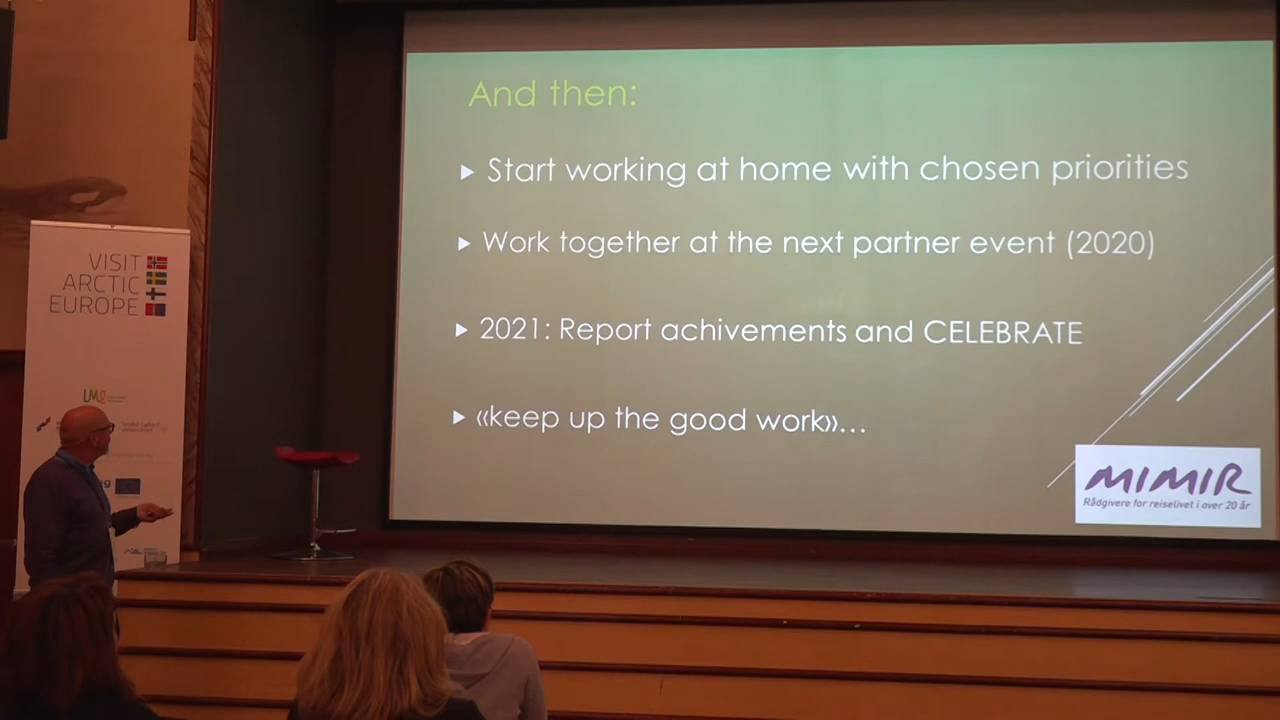 And then:
Start working at home with chosen priorities
Work together at the next partner event (2020)
2021: Report achivements and CELEBRATE
«keep up the good work»...
MIMIR
Rådgivere for reiselivet i over 20 år
VISIT
ARCTIC
EUROPE